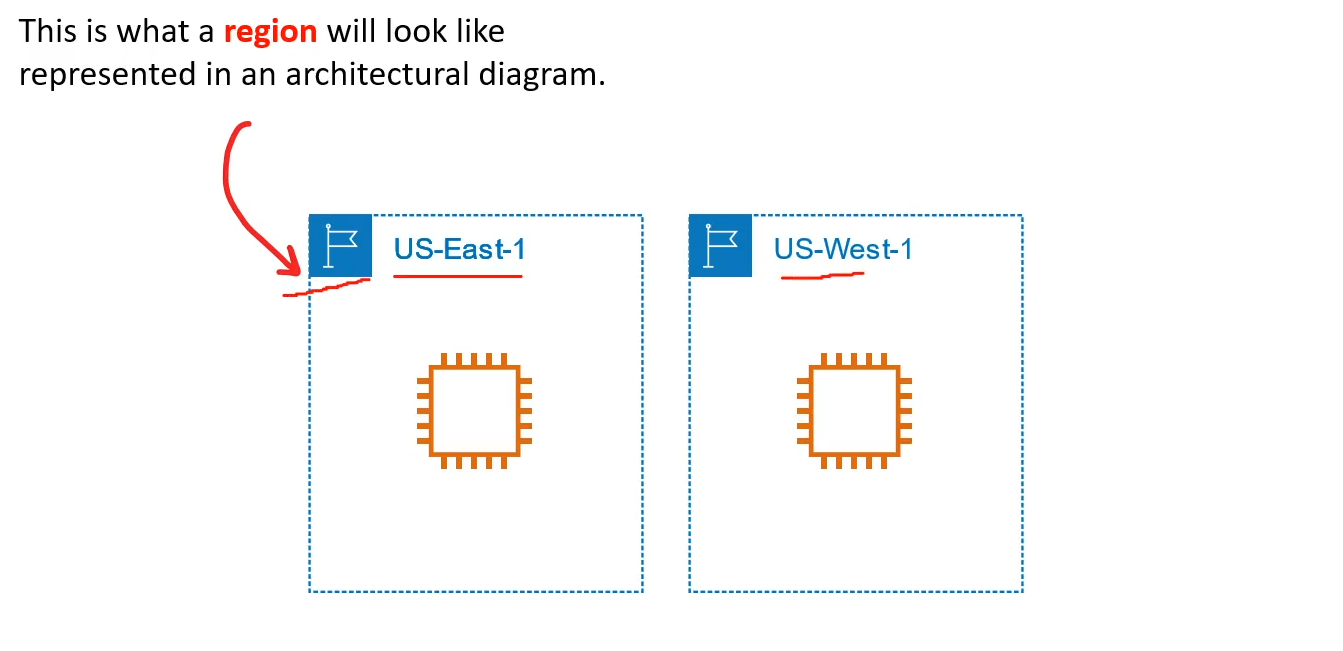 This is what a region will look like
represented in an architectural diagram.
US-East-1
US-West-1